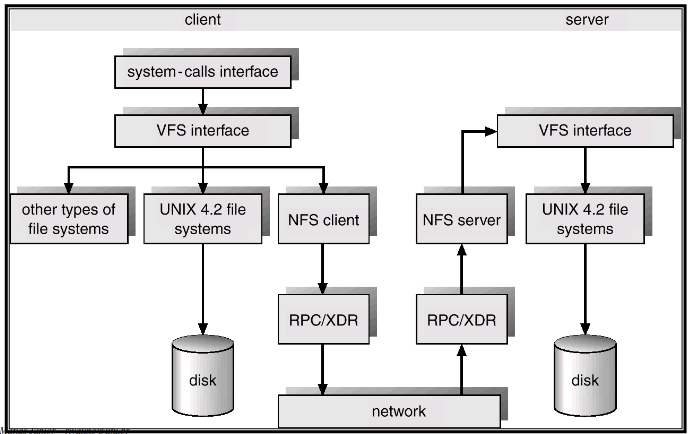 client
server
system-calls interface
VFS interface
VFS interface
other types of
file systems
UNIX 4.2 file
systems
NFS client
NFS server
UNIX 4.2 file
systems
RPC/XDR
RPC/XDR
disk
disk
network